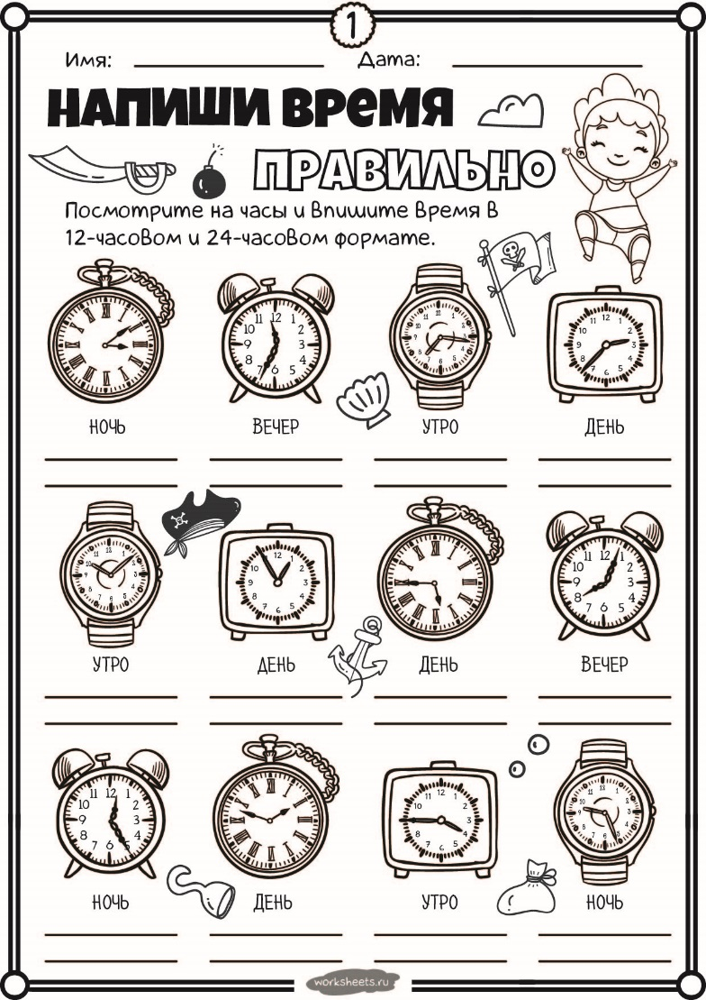 1
Имя: Дата:
НАПИШИ ВРЕМЯ
ПРАВИЛЬНО
Посмотрите на часы и впишите время в
12-часовом и 24-часовом формате.
НОЧЬ ВЕЧЕР УТРО ДЕНЬ
УТРО ДЕНЬ ДЕНЬ ВЕЧЕР
НОЧЬ ДЕНЬ УТРО НОЧЬ
worksheets.ru